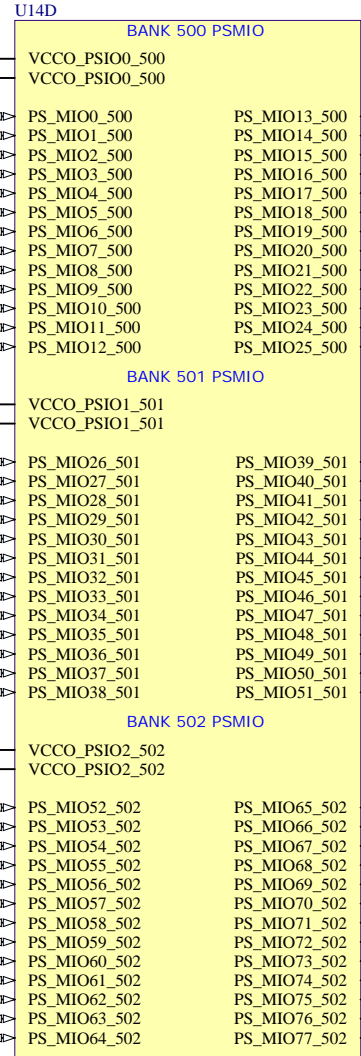 U14D
BANK 500 PSMIO
VCCO_PSIO0_500
VCCO_PSIO0_500
PS_MIO0_500 PS_MIO13_500
PS_MIO1_500 PS_MIO14_500
PS_MIO2_500 PS_MIO15_500
PS_MIO3_500 PS_MIO16_500
PS_MIO4_500 PS_MIO17_500
PS_MIO5_500 PS_MIO18_500
PS_MIO6_500 PS_MIO19_500
PS_MIO7_500 PS_MIO20_500
PS_MIO8_500 PS_MIO21_500
PS_MIO9_500 PS_MIO22_500
PS_MIO10_500 PS_MIO23_500
PS_MIO11_500 PS_MIO24_500
PS_MIO12_500 PS_MIO25_500
BANK 501 PSMIO
VCCO_PSIO1_501
VCCO_PSIO1_501
PS_MIO26_501 PS_MIO39_501
PS_MIO27_501 PS_MIO40_501
PS_MIO28_501 PS_MIO41_501
PS_MIO29_501 PS_MIO42_501
PS_MIO30_501 PS_MIO43_501
PS_MIO31_501 PS_MIO44_501
PS_MIO32_501 PS_MIO45_501
PS_MIO33_501 PS_MIO46_501
PS_MIO34_501 PS_MIO47_501
PS_MIO35_501 PS_MIO48_501
PS_MIO36_501 PS_MIO49_501
PS_MIO37_501 PS_MIO50_501
PS_MIO38_501 PS_MIO51_501
BANK 502 PSMIO
VCCO_PSIO2_502
VCCO_PSIO2_502
PS_MIO52_502 PS_MIO65_502
PS_MIO53_502 PS_MIO66_502
PS_MIO54_502 PS_MIO67_502
PS_MIO55_502 PS_MIO68_502
PS_MIO56_502 PS_MIO69_502
PS_MIO57_502 PS_MIO70_502
PS_MIO58_502 PS_MIO71_502
PS_MIO59_502 PS_MIO72_502
PS_MIO60_502 PS_MIO73_502
PS_MIO61_502 PS_MIO74_502
PS_MIO62_502 PS_MIO75_502
PS_MIO63_502 PS_MIO76_502
PS_MIO64_502 PS_MIO77_502